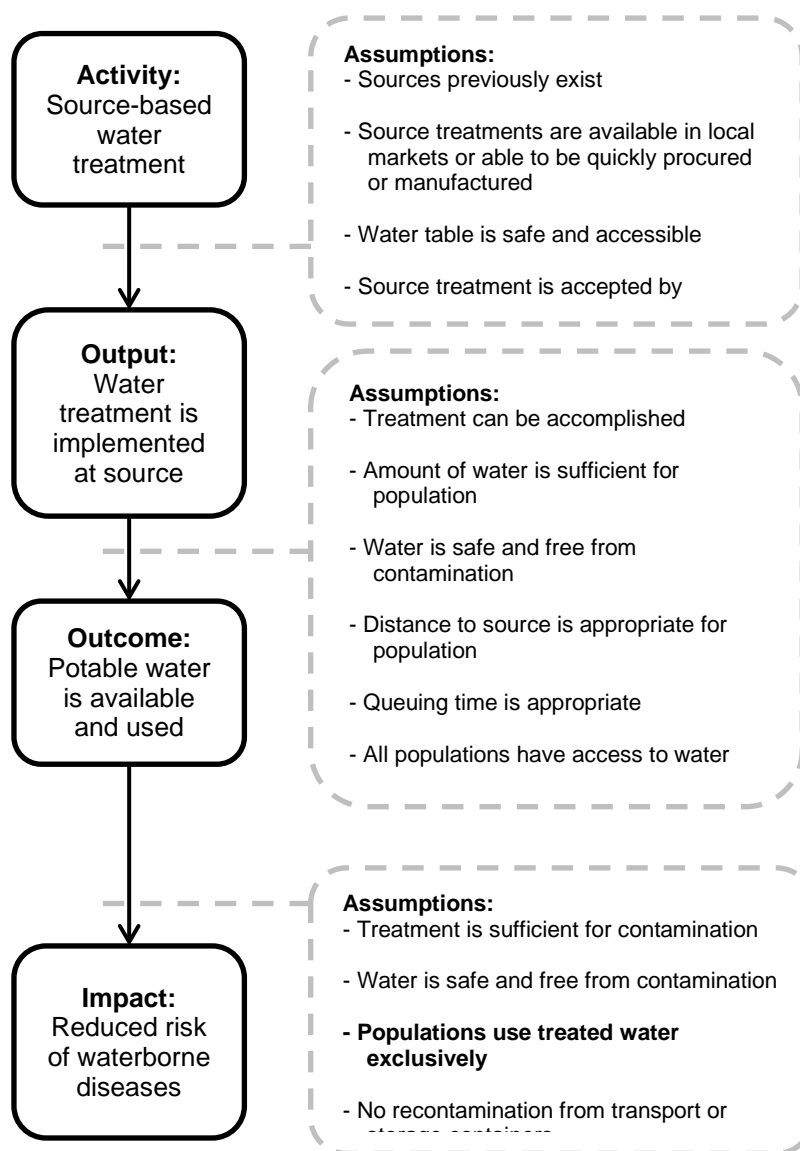 Activity:
Source-based
water
treatment
Assumptions:
- Sources previously exist
- Source treatments are available in local
markets or able to be quickly procured
or manufactured
- Water table is safe and accessible
- Source treatment is accepted by
Output:
Water
treatment is
implemented
at source
Assumptions:
- Treatment can be accomplished
- Amount of water is sufficient for
population
- Water is safe and free from
contamination
- Distance to source is appropriate for
population
- Queuing time is appropriate
- All populations have access to water
Outcome:
Potable water
is available
and used
Assumptions:
- Treatment is sufficient for contamination
- Water is safe and free from contamination
- Populations use treated water
exclusively
- No recontamination from transport or
Impact:
Reduced risk
of waterborne
diseases